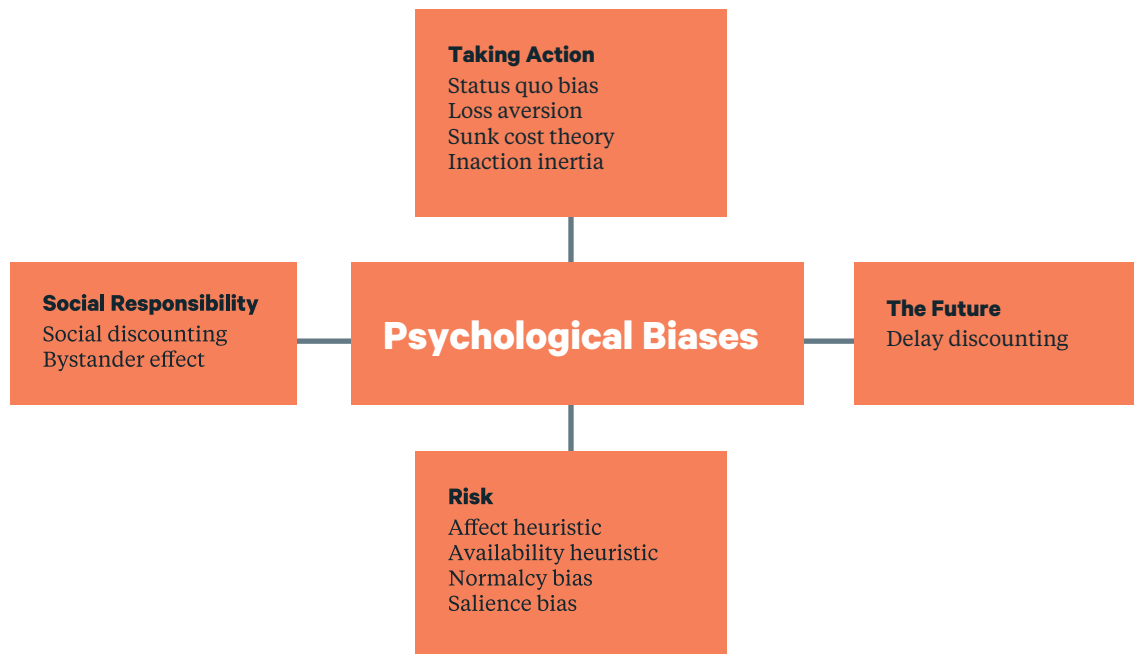 Taking Action
Status quo bias
Loss aversion
Sunk cost theory
Inaction inertia
Social Responsibility
Social discounting
Bystander effect
Psychological Biases
The Future
Delay discounting
Risk
Affect heuristic
Availability heuristic
Normalcy bias
Salience bias